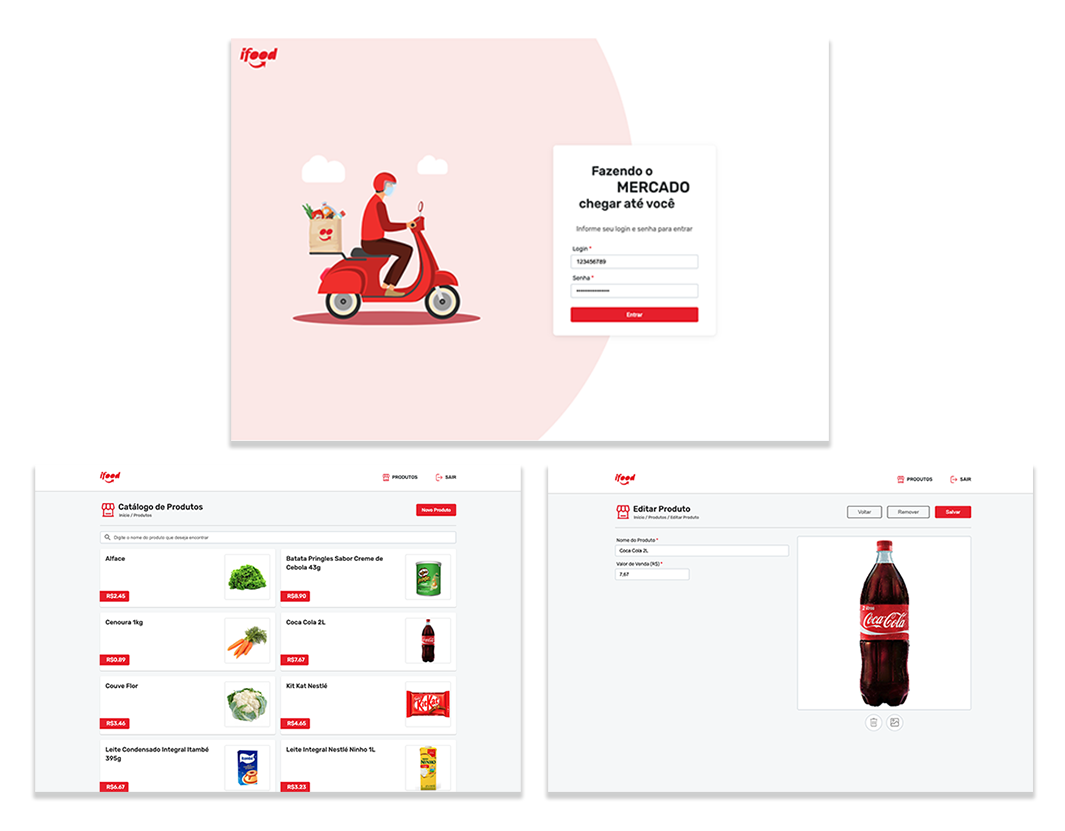 ifood
Fazendo o
MERCADO
chegar até você
Informe seu login e senha para entrar
Login *
123456789
Senha *
Entrar
ifood
PRODUTOS
SAIR
Catálogo de Produtos
Início / Produtos
Novo Produto
Digite o nome do produto que deseja encontrar
Alface
R$2.45
Batata Pringles Sabor Creme de
Cebola 43g
R$8.90
Cenoura 1kg
R$0.89
Coca Cola 2L
Coca-Cola
R$7.67
Couve Flor
R$3.46
Kit Kat Nestlé
KitKat
R$4.65
Leite Condensado Integral Itambé
395g
R$6.67
Leite Integral Nestlé Ninho 1L
NINHO
R$3.23
ifood
PRODUTOS
SAIR
Editar Produto
Início / Produtos / Editar Produto
Voltar
Remover
Salvar
Nome do Produto *
Coca Cola 2L
Valor de Venda (R$) *
7,67
2 litros
Coca-Cola